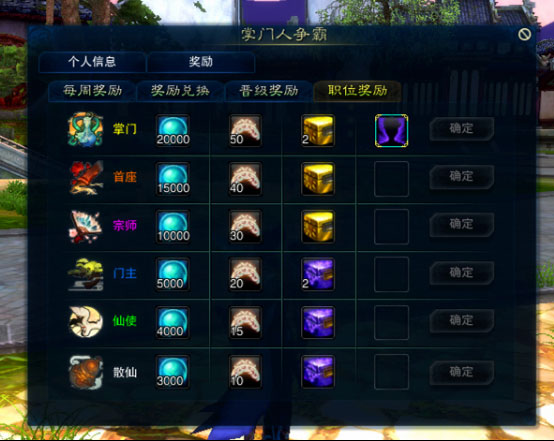 掌门人争霸
个人信息 奖励
每周奖励 奖励兑换 晋级奖励 职位奖励
掌门 20000 50 2 确定
首座 15000 40 确定
宗师 10000 30 确定
门主 5000 20 2 确定
仙使 4000 15 确定
散仙 3000 10 确定